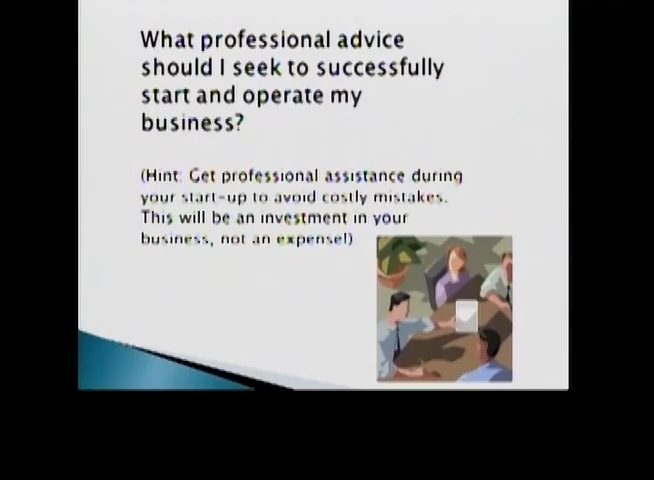 What professional advice
should I seek to successfully
start and operate my
business?
(Hint: Get professional assistance during
your start-up to avoid costly mistakes.
This will be an investment in your
business, not an expense!)